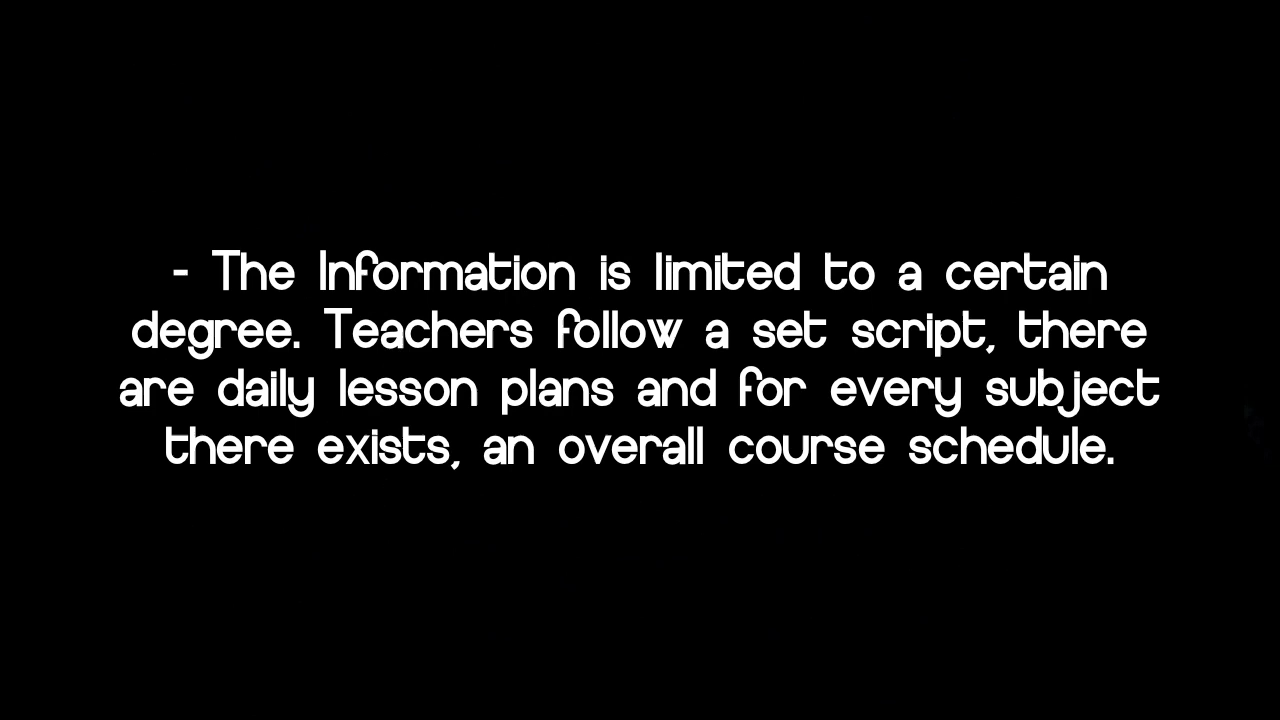 - The Information is limited to a certain
degree. Teachers follow a set script, there
are daily lesson plans and for every subject
there exists, an overall course schedule.